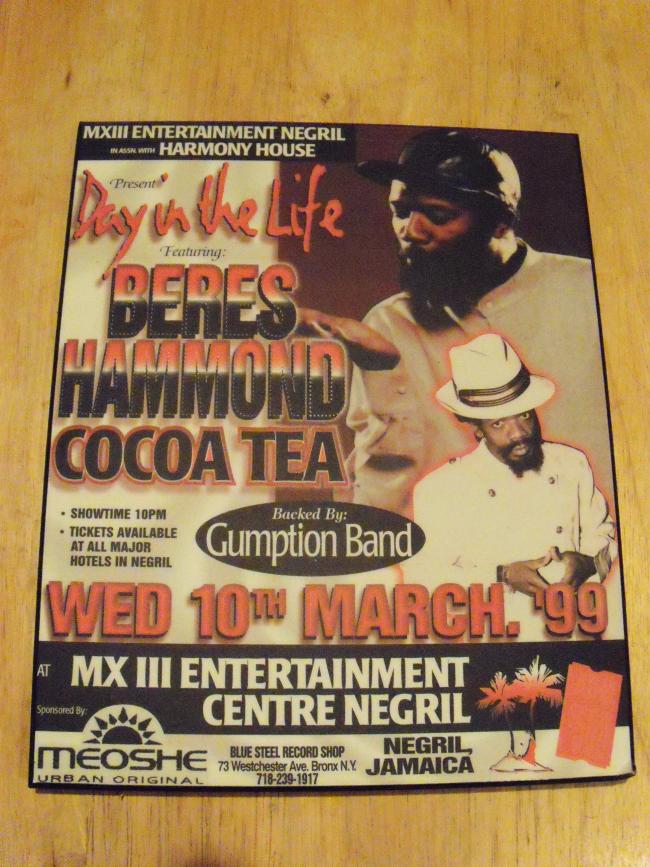 MXIII ENTERTAINMENT NEGRIL
IN ASSN. WITH HARMONY HOUSE
Present
Day in the Life
Featuring:
BERES
HAMMOND
COCOA TEA
• SHOWTIME 10PM
• TICKETS AVAILABLE
AT ALL MAJOR
HOTELS IN NEGRIL
Backed By:
Gumption Band
WED 10TH MARCH. '99
AT MX III ENTERTAINMENT
CENTRE NEGRIL
Sponsored By:
MEOSHE
URBAN ORIGINAL
BLUE STEEL RECORD SHOP
73 Westchester Ave. Bronx N.Y.
718-239-1917
NEGRIL,
JAMAICA